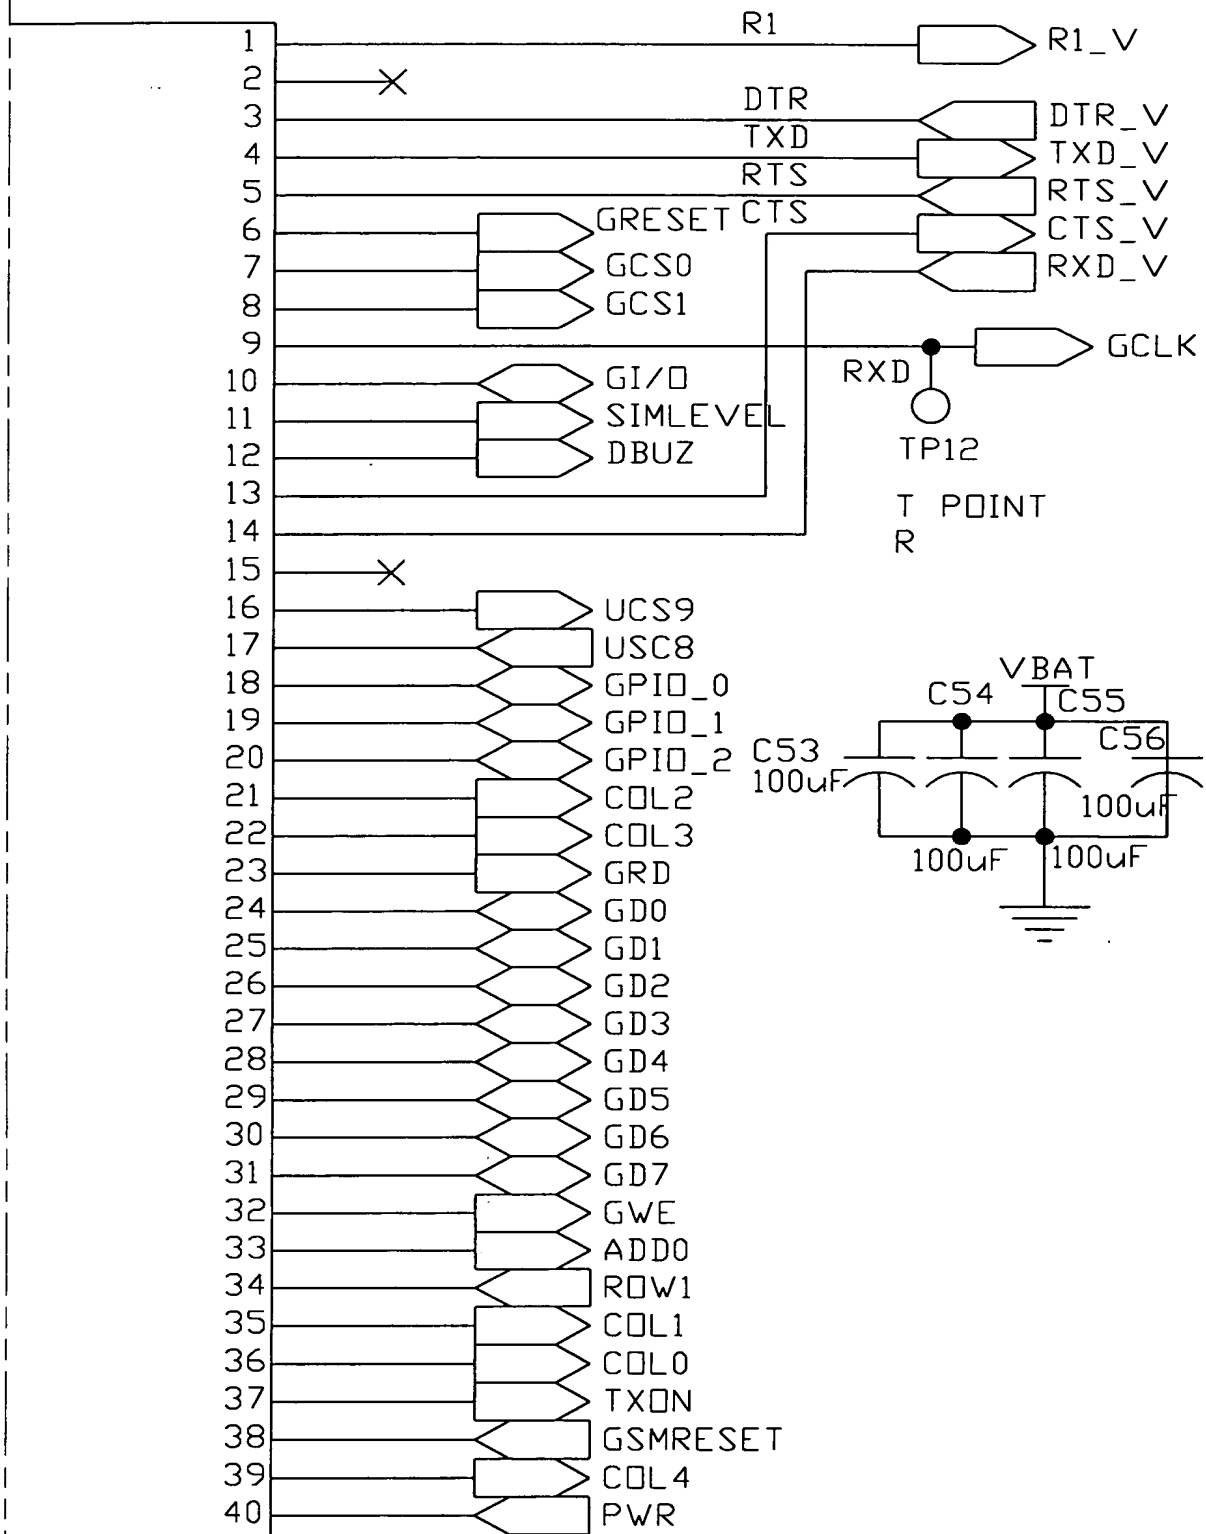 1 R1 R1_V
2
3 DTR DTR_V
4 TXD TXD_V
5 RTS RTS_V
6 GRESET CTS CTS_V
7 GCS0 RXD_V
8 GCS1
9 GCLK
RXD
10 GI/O
11 SIMLEVEL
12 DBUZ
TP12
13
T POINT
14
R
15
16 UCS9
17 USC8
VBAT
18 GPIO_0
C54 C55
19 GPIO_1
C56
20 GPIO_2
C53
100uF
21 COL2
100uF
22 COL3
100uF 100uF
23 GRD
24 GD0
25 GD1
26 GD2
27 GD3
28 GD4
29 GD5
30 GD6
31 GD7
32 GWE
33 ADD0
34 ROW1
35 COL1
36 COL0
37 TXON
38 GSMRESET
39 COL4
40 PWR